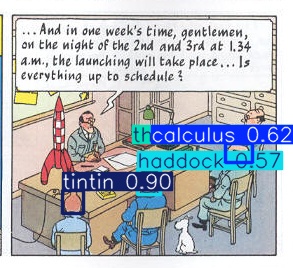 ...And in one week's time, gentlemen,
on the night of the 2nd and 3rd at 1.34
a.m., the launching will take place... Is
everything up to schedule?
calculus 0.62
haddock 0.57
tintin 0.90